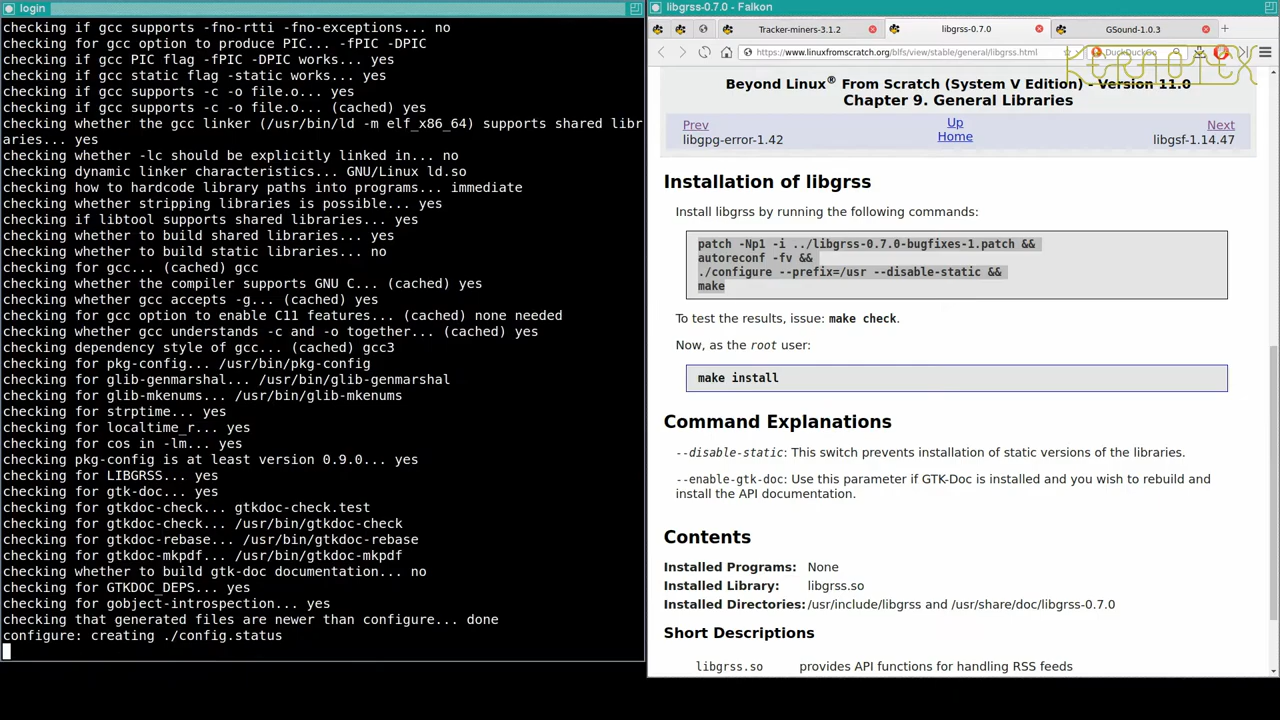 login
checking if gcc supports -fno-rtti -fno-exceptions... no
checking for gcc option to produce PIC... -fPIC -DPIC
checking if gcc PIC flag -fPIC -DPIC works... yes
checking if gcc static flag -static works... yes
checking if gcc supports -c -o file.o... yes
checking if gcc supports -c -o file.o... (cached) yes
checking whether the gcc linker (/usr/bin/ld -m elf_x86_64) supports shared libr
aries... yes
checking whether -lc should be explicitly linked in... no
checking dynamic linker characteristics... GNU/Linux ld.so
checking how to hardcode library paths into programs... immediate
checking whether stripping libraries is possible... yes
checking if libtool supports shared libraries... yes
checking whether to build shared libraries... yes
checking whether to build static libraries... no
checking for gcc... (cached) gcc
checking whether the compiler supports GNU C... (cached) yes
checking whether gcc accepts -g... (cached) yes
checking for gcc option to enable C11 features... (cached) none needed
checking whether gcc understands -c and -o together... (cached) yes
checking dependency style of gcc... (cached) gcc3
checking for pkg-config... /usr/bin/pkg-config
checking for glib-genmarshal... /usr/bin/glib-genmarshal
checking for glib-mkenums... /usr/bin/glib-mkenums
checking for strptime... yes
checking for localtime_r... yes
checking for cos in -lm... yes
checking pkg-config is at least version 0.9.0... yes
checking for LIBGRSS... yes
checking for gtk-doc... yes
checking for gtkdoc-check... gtkdoc-check.test
checking for gtkdoc-check... /usr/bin/gtkdoc-check
checking for gtkdoc-rebase... /usr/bin/gtkdoc-rebase
checking for gtkdoc-mkpdf... /usr/bin/gtkdoc-mkpdf
checking whether to build gtk-doc documentation... no
checking for GTKDOC_DEPS... yes
checking for gobject-introspection... yes
checking that generated files are newer than configure... done
configure: creating ./config.status
libgrss-0.7.0 - Falkon
Tracker-miners-3.1.2
libgrss-0.7.0
GSound-1.0.3
https://www.linuxfromscratch.org/blfs/view/stable/general/libgrss.html
DuckDuckGo
KERNOTEX
Beyond Linux® From Scratch (System V Edition) - Version 11.0
Chapter 9. General Libraries
Prev Up Next
libgpg-error-1.42 Home libgsf-1.14.47
Installation of libgrss
Install libgrss by running the following commands:
patch -Np1 -i ../libgrss-0.7.0-bugfixes-1.patch &&
autoreconf -fv &&
./configure --prefix=/usr --disable-static &&
make
To test the results, issue: make check.
Now, as the root user:
make install
Command Explanations
--disable-static: This switch prevents installation of static versions of the libraries.
--enable-gtk-doc: Use this parameter if GTK-Doc is installed and you wish to rebuild and
install the API documentation.
Contents
Installed Programs: None
Installed Library: libgrss.so
Installed Directories: /usr/include/libgrss and /usr/share/doc/libgrss-0.7.0
Short Descriptions
libgrss.so provides API functions for handling RSS feeds